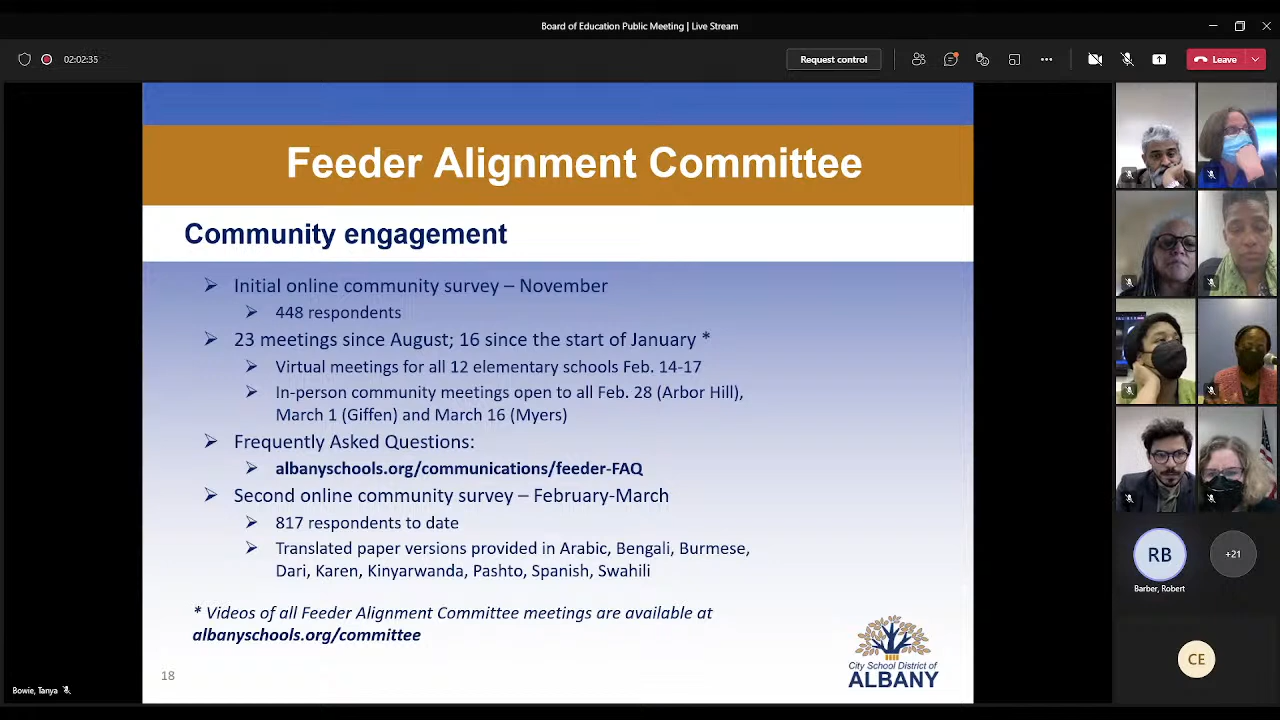 Board of Education Public Meeting | Live Stream
02:02:35
Request control
Leave
Feeder Alignment Committee
Community engagement
Initial online community survey – November
448 respondents
23 meetings since August; 16 since the start of January *
Virtual meetings for all 12 elementary schools Feb. 14-17
In-person community meetings open to all Feb. 28 (Arbor Hill),
March 1 (Giffen) and March 16 (Myers)
Frequently Asked Questions:
albanyschools.org/communications/feeder-FAQ
Second online community survey – February-March
817 respondents to date
Translated paper versions provided in Arabic, Bengali, Burmese,
Dari, Karen, Kinyarwanda, Pashto, Spanish, Swahili
* Videos of all Feeder Alignment Committee meetings are available at
albanyschools.org/committee
18
City School District of
ALBANY
Bowie, Tanya
RB
+21
Barber, Robert
CE